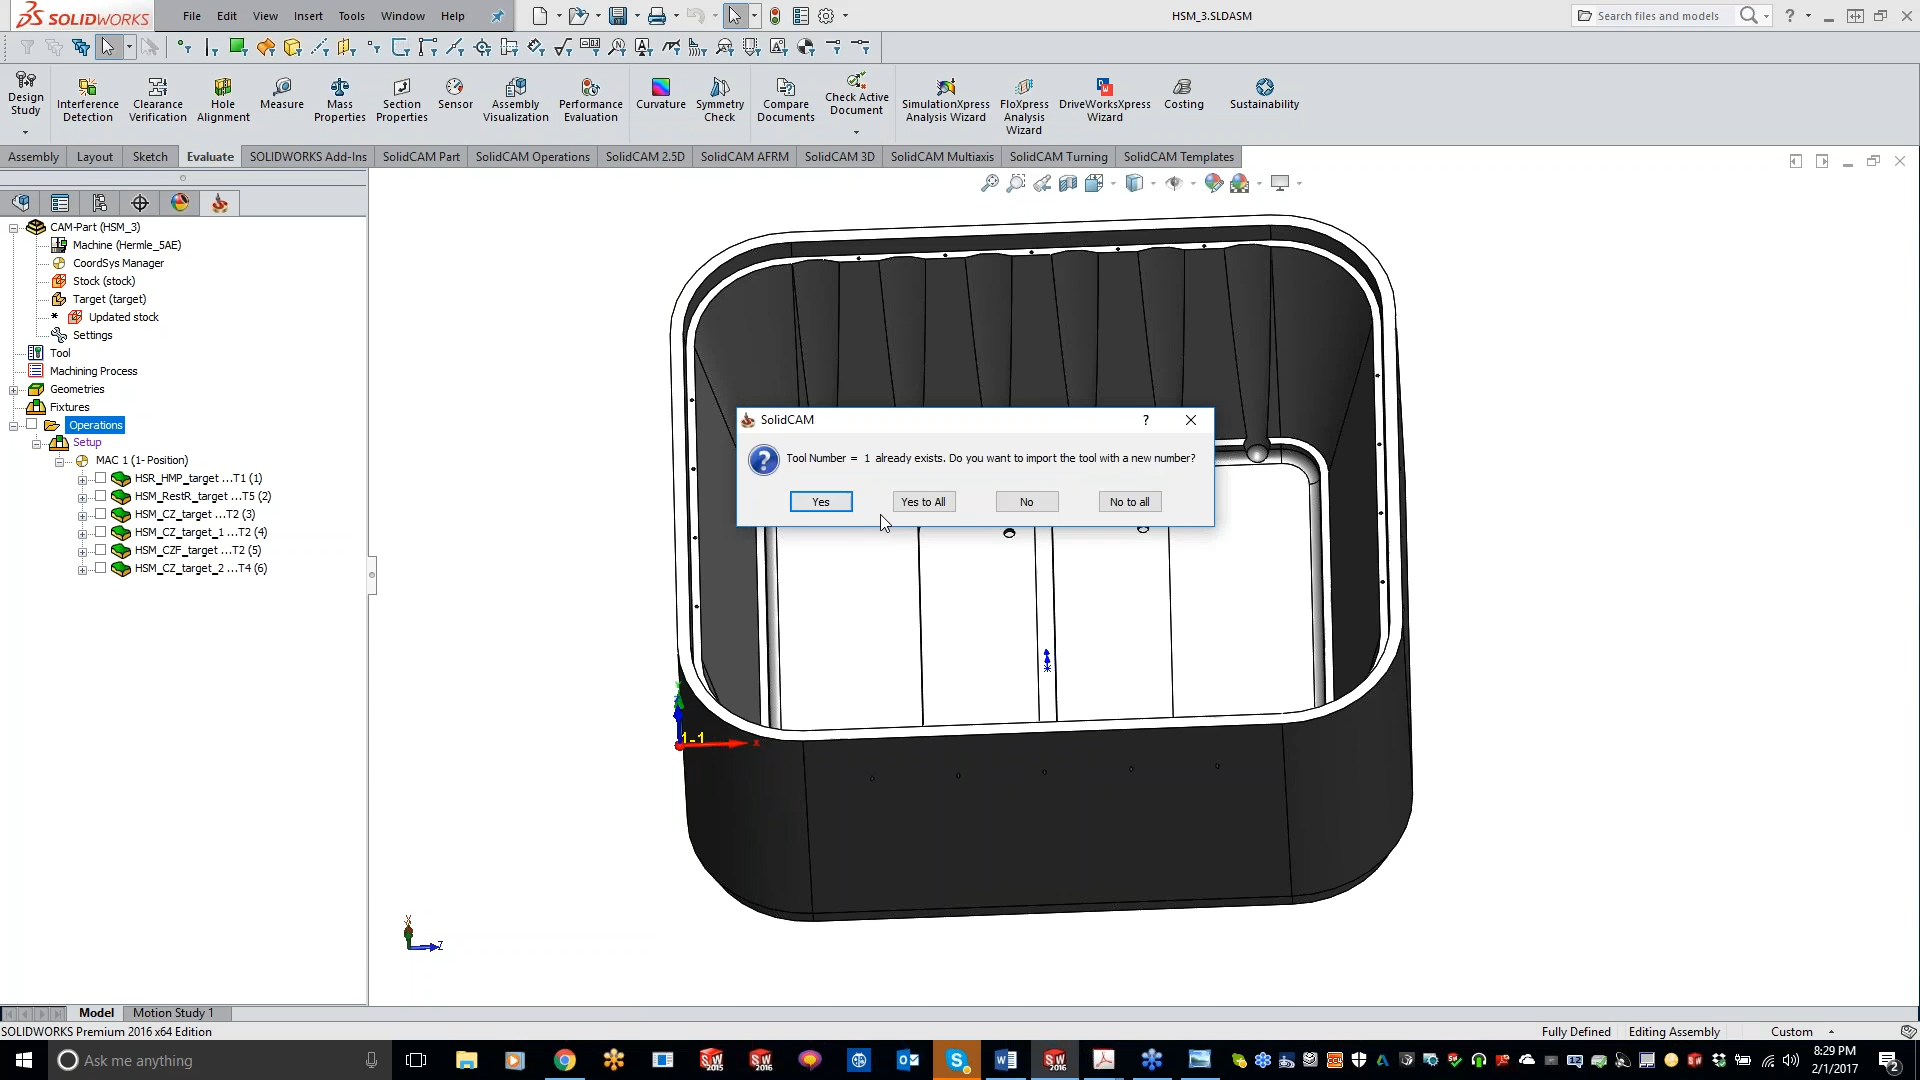 SOLIDWORKS
File Edit View Insert Tools Window Help
HSM_3.SLDASM
Search files and models
Design Study
Interference Detection
Clearance Verification
Hole Alignment
Measure
Mass Properties
Section Properties
Sensor
Assembly Visualization
Performance Evaluation
Curvature
Symmetry Check
Compare Documents
Check Active Document
SimulationXpress Analysis Wizard
FloXpress Analysis Wizard
DriveWorksXpress Wizard
Costing
Sustainability
Assembly Layout Sketch Evaluate SOLIDWORKS Add-Ins SolidCAM Part SolidCAM Operations SolidCAM 2.5D SolidCAM AFRM SolidCAM 3D SolidCAM Multiaxis SolidCAM Turning SolidCAM Templates
CAM-Part (HSM_3)
Machine (Hermle_5AE)
CoordSys Manager
Stock (stock)
Target (target)
* Updated stock
Settings
Tool
Machining Process
Geometries
Fixtures
Operations
Setup
MAC 1 (1- Position)
HSR_HMP_target ...T1 (1)
HSM_RestR_target ...T5 (2)
HSM_CZ_target ...T2 (3)
HSM_CZ_target_1 ...T2 (4)
HSM_CZF_target ...T2 (5)
HSM_CZ_target_2 ...T4 (6)
SolidCAM
Tool Number = 1 already exists. Do you want to import the tool with a new number?
Yes Yes to All No No to all
1-1
x
Y
Z
Model Motion Study 1
SOLIDWORKS Premium 2016 x64 Edition
Fully Defined Editing Assembly Custom
Ask me anything
8:29 PM
2/1/2017